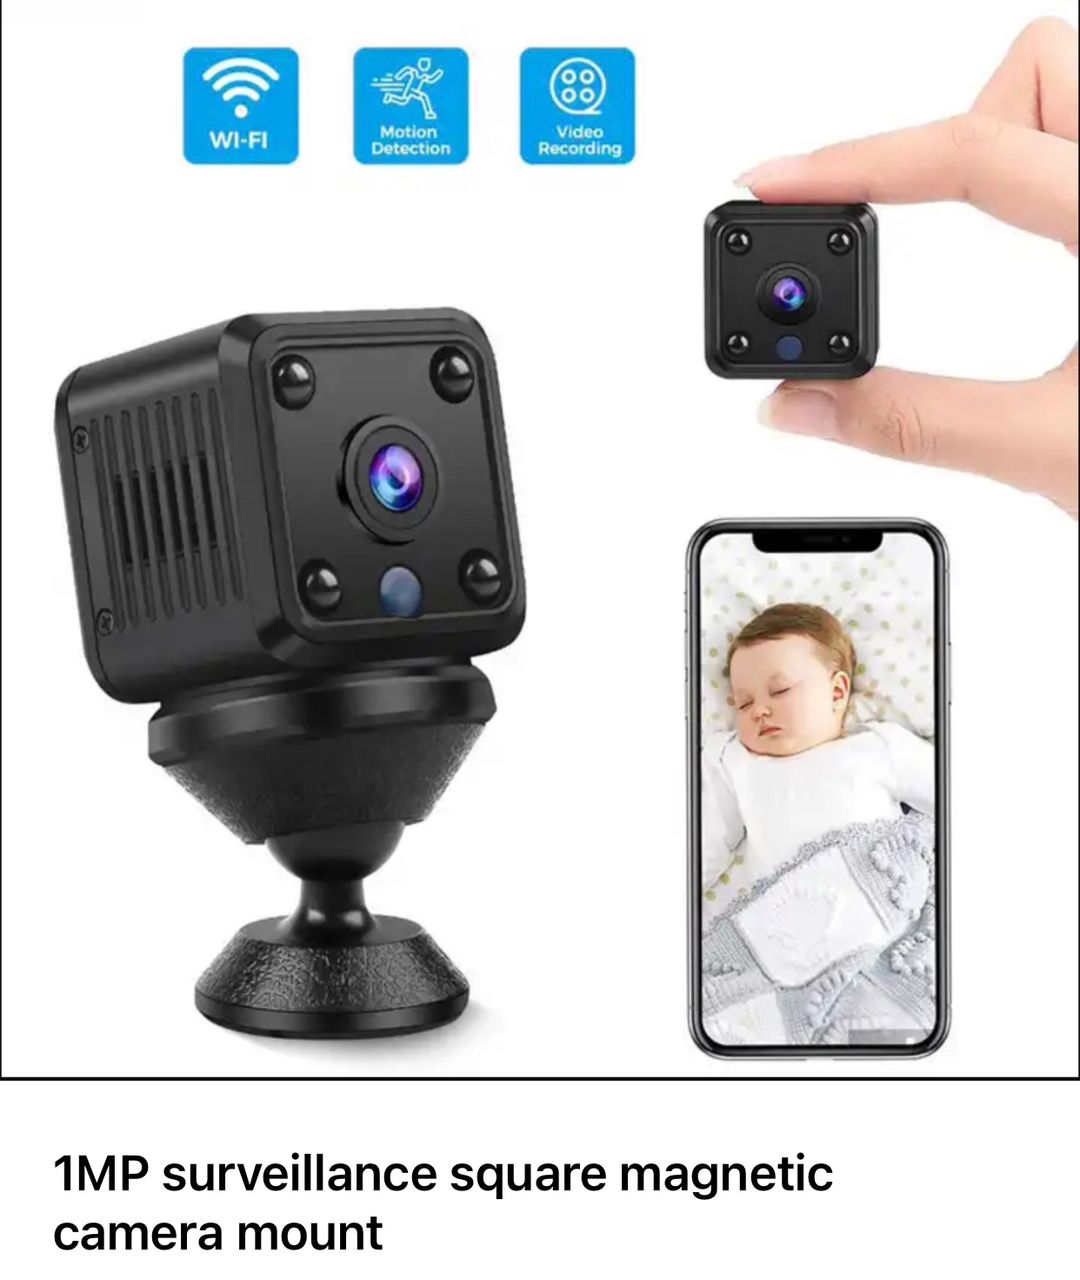 WI-FI
Motion
Detection
Video
Recording
1MP surveillance square magnetic
camera mount